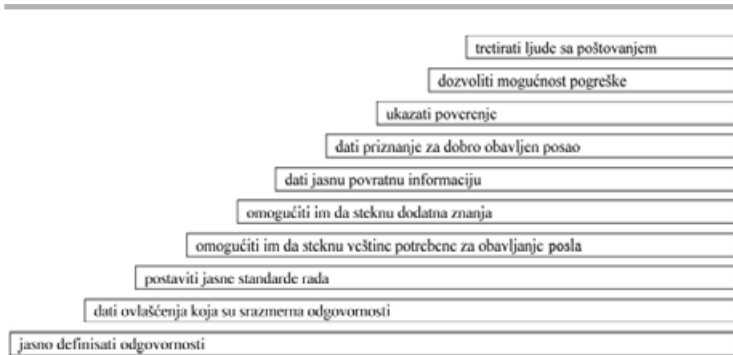 tretirati ljude sa poštovanjem
dozvoliti mogućnost pogreške
ukazati poverenje
dati priznanje za dobro obavljen posao
dati jasnu povratnu informaciju
omogućiti im da steknu dodatna znanja
omogućiti im da steknu veštine potrebene za obavljanje posla
postaviti jasne standarde rada
dati ovlašćenja koja su srazmerna odgovornosti
jasno definisati odgovornosti